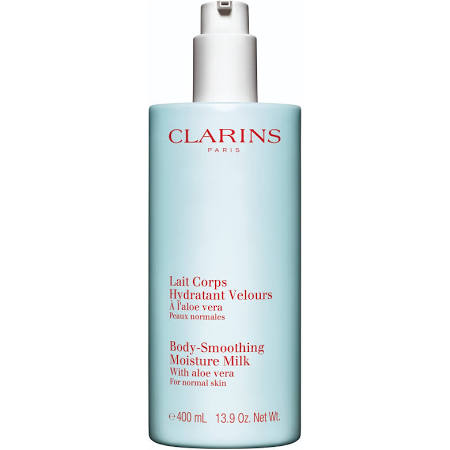 CLARINS
PARIS
Lait Corps
Hydratant Velours
À l'aloe vera
Peaux normales
Body-Smoothing
Moisture Milk
With aloe vera
For normal skin
℮400 mL 13.9 Oz. Net Wt.